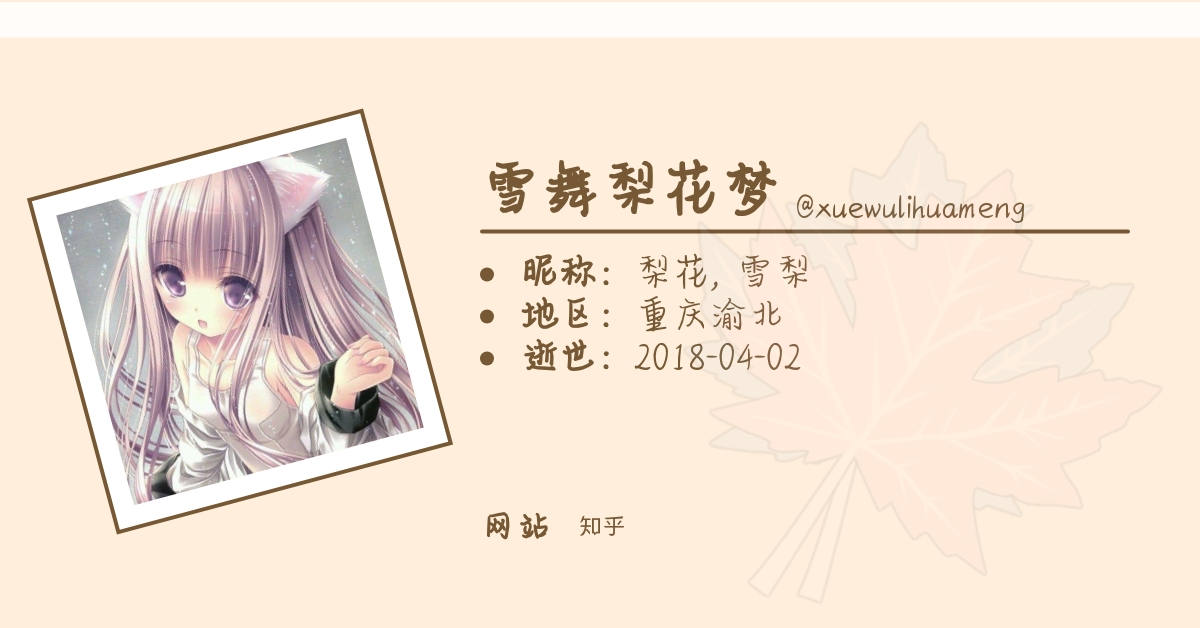 雪舞梨花梦 @xuewulihuameng
昵称： 梨花, 雪梨
地区： 重庆渝北
逝世： 2018-04-02
网站 知乎